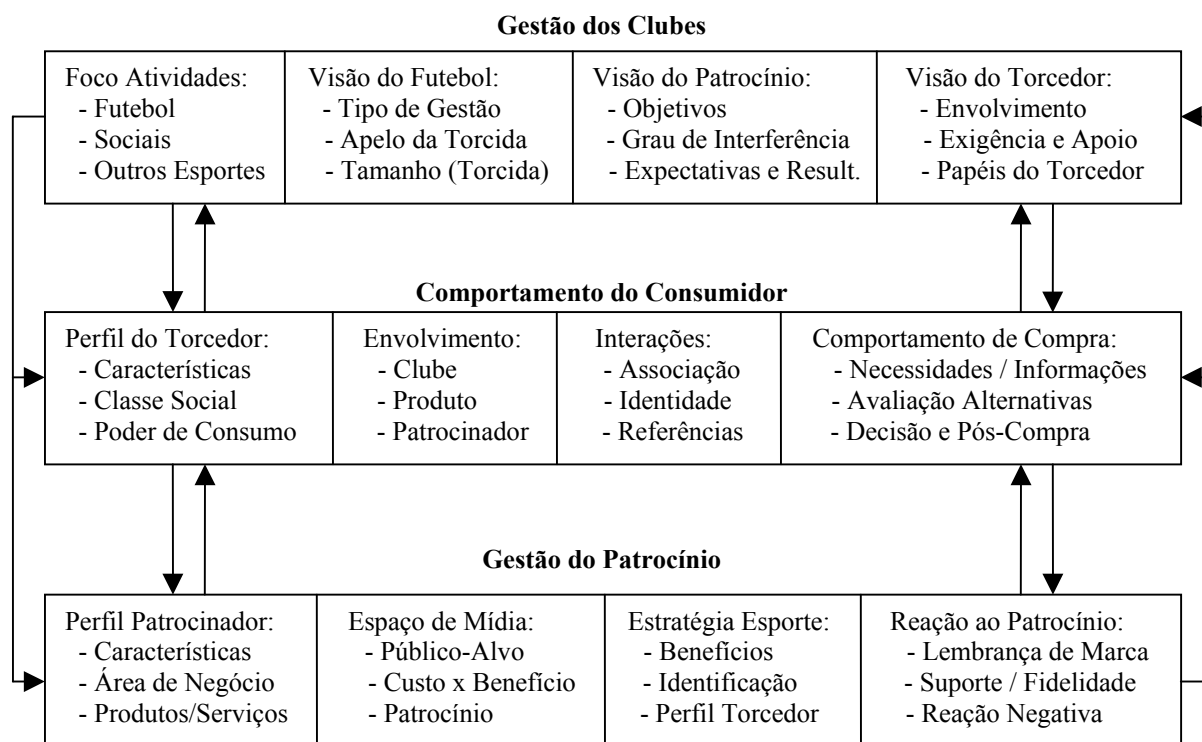 Gestão dos Clubes
Foco Atividades:
- Futebol
- Sociais
- Outros Esportes
Visão do Futebol:
- Tipo de Gestão
- Apelo da Torcida
- Tamanho (Torcida)
Visão do Patrocínio:
- Objetivos
- Grau de Interferência
- Expectativas e Result.
Visão do Torcedor:
- Envolvimento
- Exigência e Apoio
- Papéis do Torcedor
Comportamento do Consumidor
Perfil do Torcedor:
- Características
- Classe Social
- Poder de Consumo
Envolvimento:
- Clube
- Produto
- Patrocinador
Interações:
- Associação
- Identidade
- Referências
Comportamento de Compra:
- Necessidades / Informações
- Avaliação Alternativas
- Decisão e Pós-Compra
Gestão do Patrocínio
Perfil Patrocinador:
- Características
- Área de Negócio
- Produtos/Serviços
Espaço de Mídia:
- Público-Alvo
- Custo x Benefício
- Patrocínio
Estratégia Esporte:
- Benefícios
- Identificação
- Perfil Torcedor
Reação ao Patrocínio:
- Lembrança de Marca
- Suporte / Fidelidade
- Reação Negativa